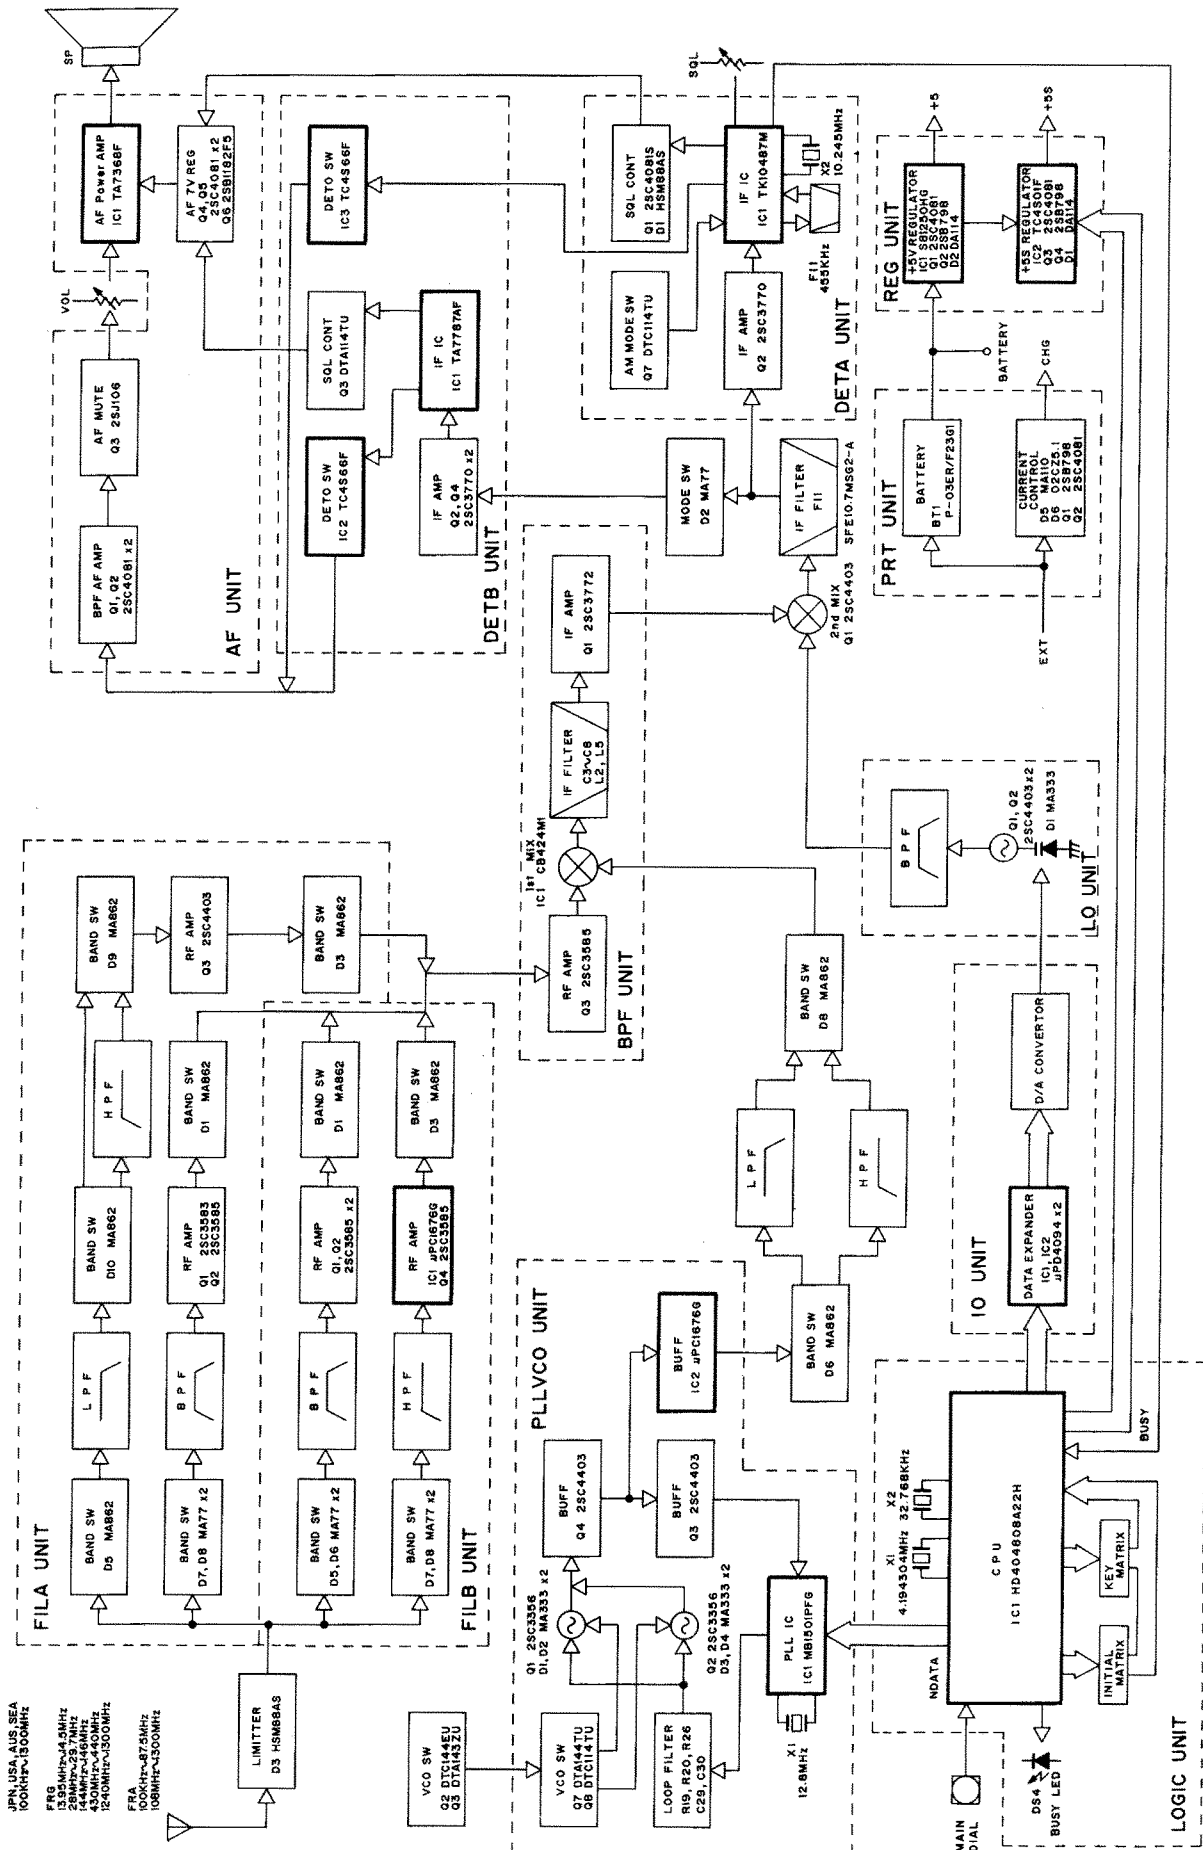 JPN, USA, AUS, SEA
100KHz~1300MHz
FRG
13.95MHz~14.5MHz
28MHz~29.7MHz
144MHz~146MHz
430MHz~440MHz
1240MHz~1300MHz
FRA
100KHz~87.5MHz
108MHz~1300MHz
LIMITTER
D3 HSM88AS
FILA UNIT
BAND SW
D5 MA862
L P F
BAND SW
D10 MA862
H P F
BAND SW
D9 MA862
RF AMP
Q3 2SC4403
BAND SW
D3 MA862
BAND SW
D7, D8 MA77 x2
B P F
RF AMP
Q1 2SC3583
Q2 2SC3585
BAND SW
D1 MA862
FILB UNIT
BAND SW
D5, D6 MA77 x2
B P F
RF AMP
Q1, Q2
2SC3585 x2
BAND SW
D1 MA862
BAND SW
D7, D8 MA77 x2
H P F
RF AMP
IC1 µPC1676G
Q4 2SC3585
BAND SW
D3 MA862
BPF UNIT
RF AMP
Q3 2SC3585
1st MIX
IC1 CB424M1
IF FILTER
C3~C8
L2, L5
IF AMP
Q1 2SC3772
AF UNIT
BPF AF AMP
Q1, Q2
2SC4081 x2
AF MUTE
Q3 2SJ106
VOL
AF Power AMP
IC1 TA7368F
SP
AF 7V REG
Q4, Q5
2SC4081 x2
Q6 2SB1182F5
DETB UNIT
DETO SW
IC2 TC4S66F
SQL CONT
Q3 DTA114TU
DETO SW
IC3 TC4S66F
IF AMP
Q2, Q4
2SC3770 x2
IF IC
IC1 TA7787AF
MODE SW
D2 MA77
IF FILTER
FI1
SFE10.7MSG2-A
2nd MIX
Q1 2SC4403
DETA UNIT
AM MODE SW
Q7 DTC114TU
SQL CONT
Q1 2SC4081S
D1 HSM88AS
IF AMP
Q2 2SC3770
IF IC
IC1 TK10487M
SQL
FI1
455KHz
X2
10.245MHz
PLLVCO UNIT
VCO SW
Q2 DTC144EU
Q3 DTA143ZU
VCO SW
Q7 DTA144TU
Q8 DTC114TU
LOOP FILTER
R19, R20, R26
C29, C30
Q1 2SC3356
D1, D2 MA333 x2
Q2 2SC3356
D3, D4 MA333 x2
BUFF
Q4 2SC4403
BUFF
Q3 2SC4403
BUFF
IC2 µPC1676G
PLL IC
IC1 MB1501PFG
X1
12.8MHz
BAND SW
D6 MA862
L P F
H P F
BAND SW
D8 MA862
LO UNIT
B P F
Q1, Q2
2SC4403x2
D1 MA333
IO UNIT
DATA EXPANDER
IC1, IC2
µPD4094 x2
D/A CONVERTOR
PRT UNIT
BATTERY
BT1
P-03ER/F23G1
CURRENT
CONTROL
D5 MA110
D6 02CZ5.1
Q1 2SB798
Q2 2SC4081
EXT
CHG
BATTERY
REG UNIT
+5V REGULATOR
IC1 S81250HG
Q1 2SC4081
Q2 2SB798
D2 DA114
+5
+5S REGULATOR
IC2 TC4S01F
Q3 2SC4081
Q4 2SB798
D1 DA114
+5S
LOGIC UNIT
MAIN
DIAL
NDATA
X1
4.194304MHz
X2
32.768KHz
C P U
IC1 HD404808A22H
BUSY
DS4
BUSY LED
INITIAL
MATRIX
KEY
MATRIX